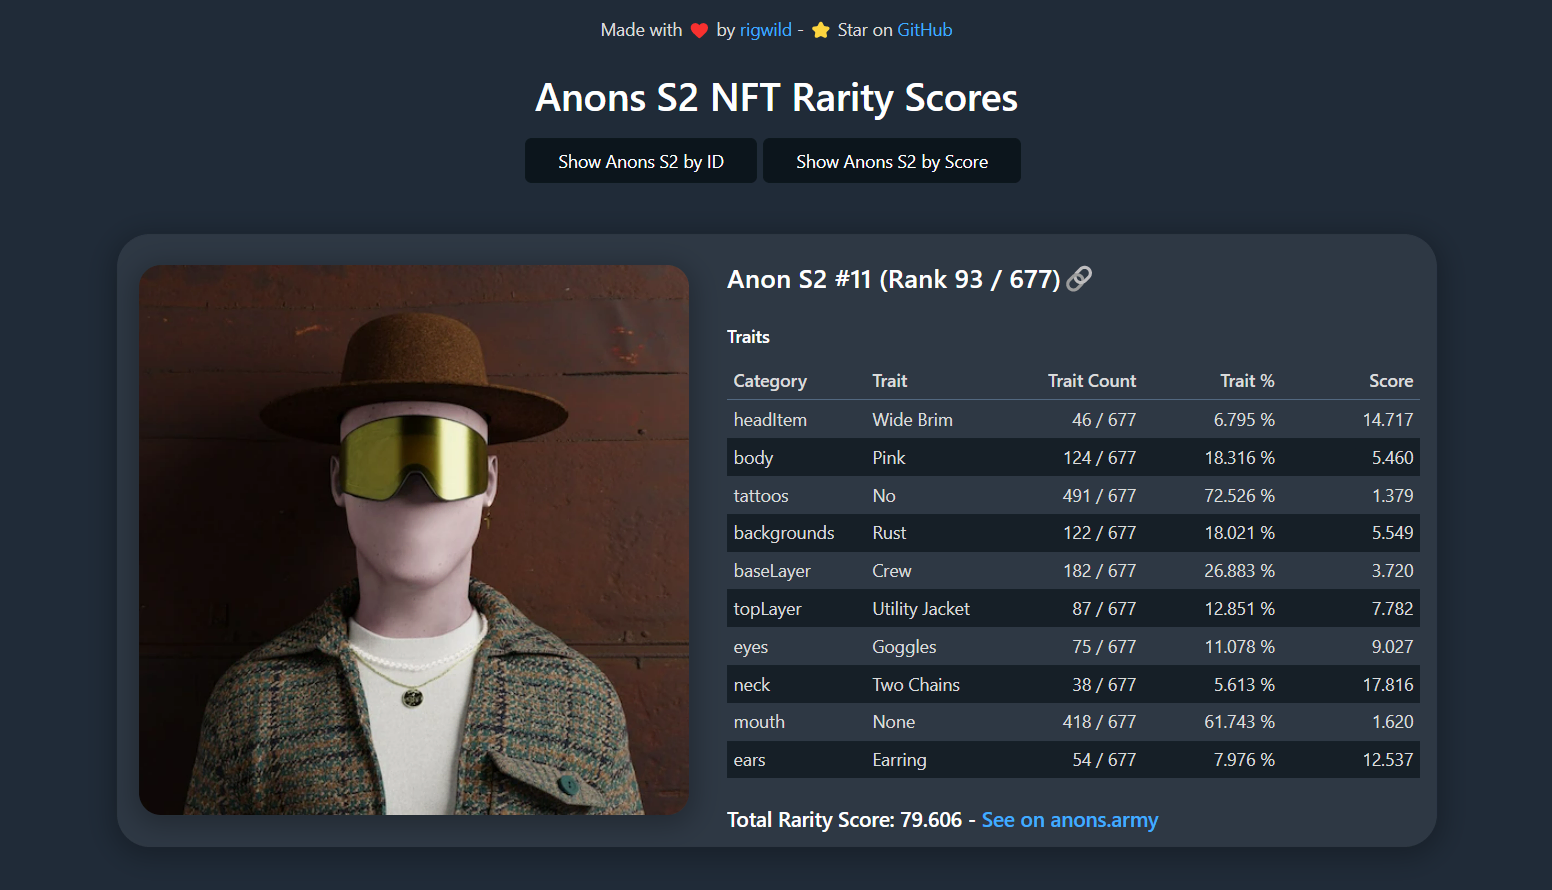 Made with ❤️ by rigwild - ⭐ Star on GitHub
Anons S2 NFT Rarity Scores
Show Anons S2 by ID Show Anons S2 by Score
Anon S2 #11 (Rank 93 / 677) 🔗
Traits
Category Trait Trait Count Trait % Score
headItem Wide Brim 46 / 677 6.795 % 14.717
body Pink 124 / 677 18.316 % 5.460
tattoos No 491 / 677 72.526 % 1.379
backgrounds Rust 122 / 677 18.021 % 5.549
baseLayer Crew 182 / 677 26.883 % 3.720
topLayer Utility Jacket 87 / 677 12.851 % 7.782
eyes Goggles 75 / 677 11.078 % 9.027
neck Two Chains 38 / 677 5.613 % 17.816
mouth None 418 / 677 61.743 % 1.620
ears Earring 54 / 677 7.976 % 12.537
Total Rarity Score: 79.606 - See on anons.army